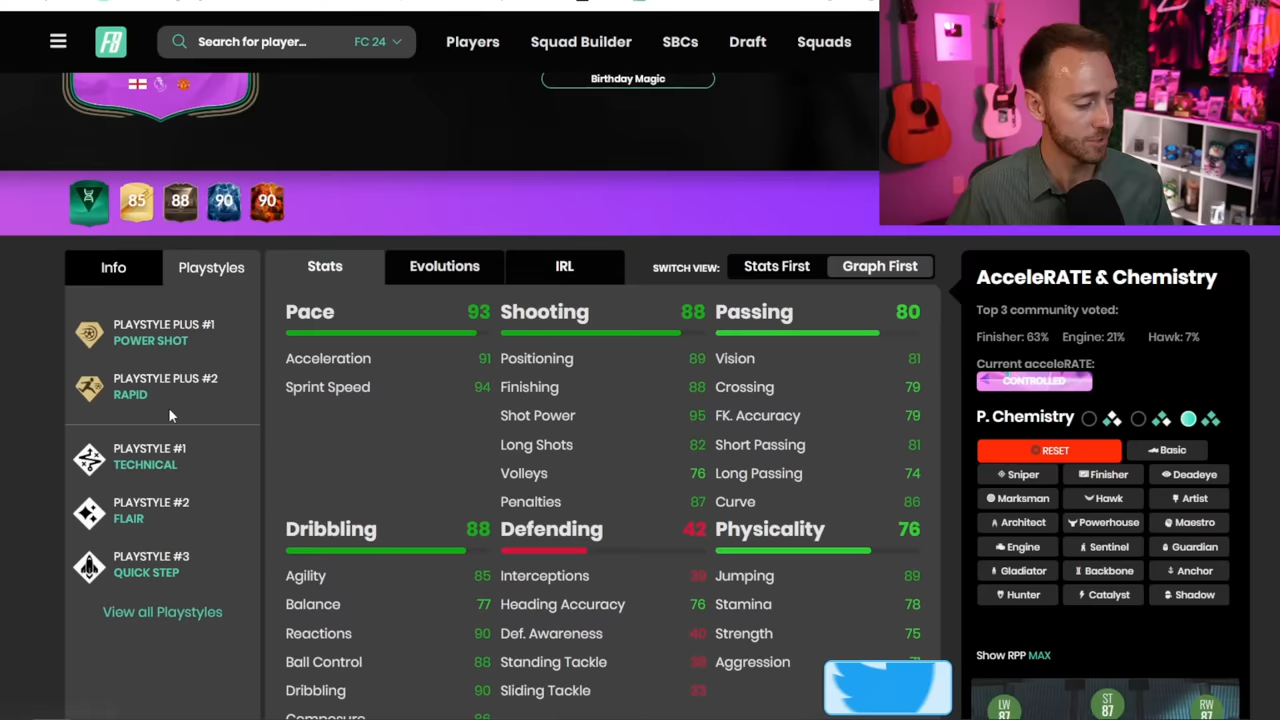 FB
Search for player...
FC 24
Players
Squad Builder
SBCs
Draft
Squads
Birthday Magic
85
88
90
90
Info
Playstyles
PLAYSTYLE PLUS #1
POWER SHOT
PLAYSTYLE PLUS #2
RAPID
PLAYSTYLE #1
TECHNICAL
PLAYSTYLE #2
FLAIR
PLAYSTYLE #3
QUICK STEP
View all Playstyles
Stats
Evolutions
IRL
SWITCH VIEW:
Stats First
Graph First
Pace 93
Acceleration 91
Sprint Speed 94
Shooting 88
Positioning 89
Finishing 88
Shot Power 95
Long Shots 82
Volleys 76
Penalties 87
Passing 80
Vision 81
Crossing 79
FK. Accuracy 79
Short Passing 81
Long Passing 74
Curve 86
Dribbling 88
Agility 85
Balance 77
Reactions 90
Ball Control 88
Dribbling 90
Defending 42
Interceptions 39
Heading Accuracy 76
Def. Awareness 40
Standing Tackle 38
Sliding Tackle 33
Physicality 76
Jumping 89
Stamina 78
Strength 75
Aggression
AcceleRATE & Chemistry
Top 3 community voted:
Finisher: 63% Engine: 21% Hawk: 7%
Current acceleRATE:
CONTROLLED
P. Chemistry
RESET
Basic
Sniper
Finisher
Deadeye
Marksman
Hawk
Artist
Architect
Powerhouse
Maestro
Engine
Sentinel
Guardian
Gladiator
Backbone
Anchor
Hunter
Catalyst
Shadow
Show RPP MAX
LW
87
ST
87
RW
87